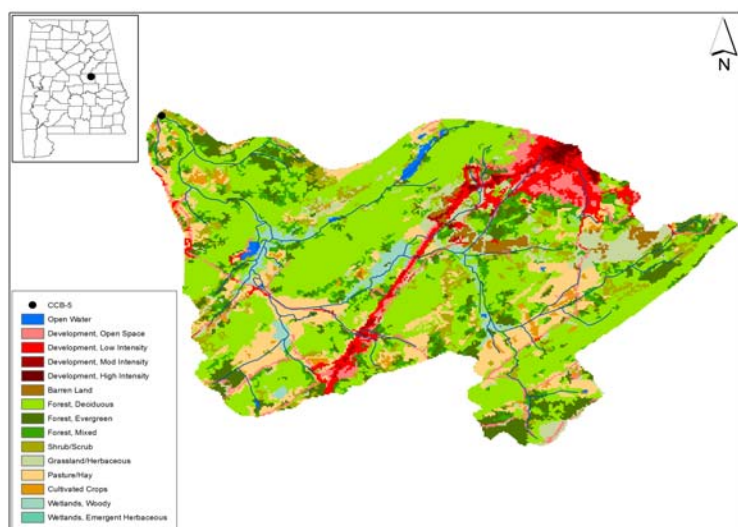 N
CCB-5
Open Water
Development, Open Space
Development, Low Intensity
Development, Mod Intensity
Development, High Intensity
Barren Land
Forest, Deciduous
Forest, Evergreen
Forest, Mixed
Shrub/Scrub
Grassland/Herbaceous
Pasture/Hay
Cultivated Crops
Wetlands, Woody
Wetlands, Emergent Herbaceous